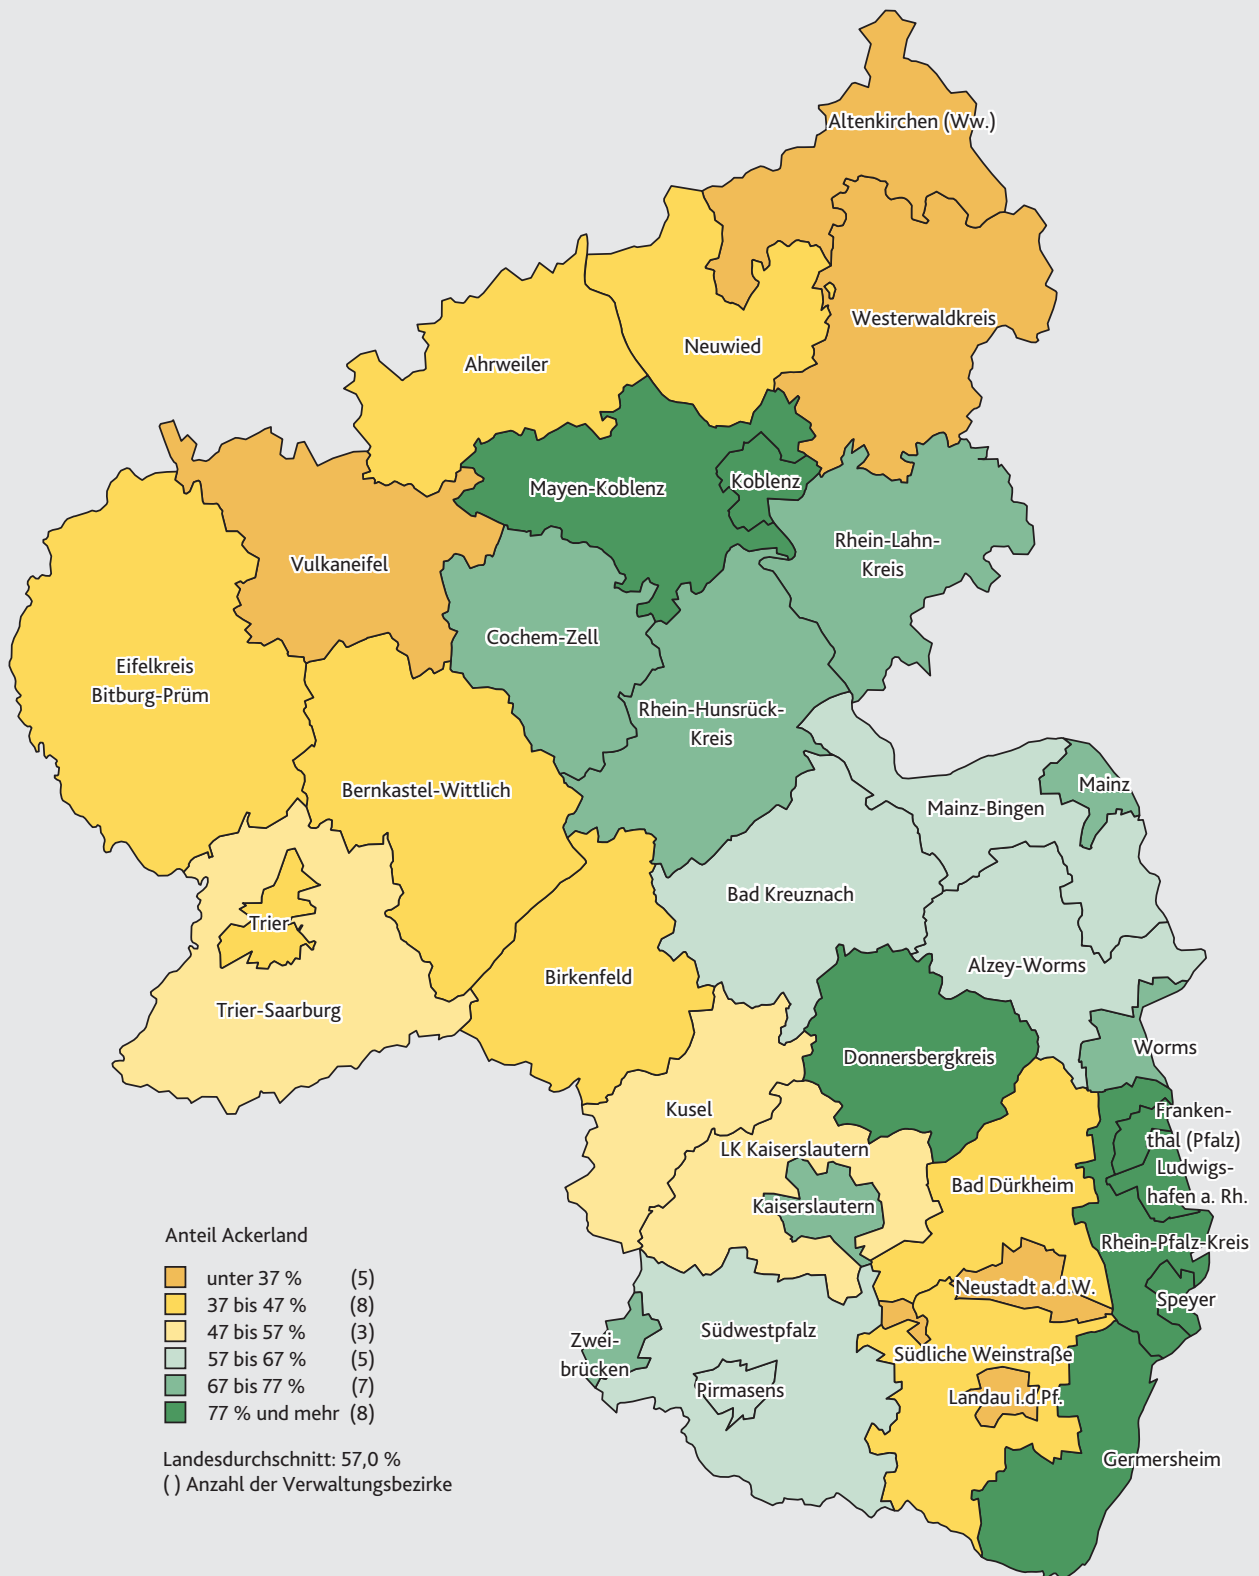 Altenkirchen (Ww.)
Westerwaldkreis
Neuwied
Ahrweiler
Mayen-Koblenz
Koblenz
Rhein-Lahn-
Kreis
Vulkaneifel
Cochem-Zell
Eifelkreis
Bitburg-Prüm
Rhein-Hunsrück-
Kreis
Bernkastel-Wittlich
Mainz
Mainz-Bingen
Bad Kreuznach
Trier
Alzey-Worms
Birkenfeld
Trier-Saarburg
Worms
Donnersbergkreis
Kusel
Franken-
thal (Pfalz)
LK Kaiserslautern
Ludwigs-
hafen a. Rh.
Bad Dürkheim
Kaiserslautern
Rhein-Pfalz-Kreis
Neustadt a.d.W.
Speyer
Südwestpfalz
Zwei-
brücken
Südliche Weinstraße
Pirmasens
Landau i.d.Pf.
Germersheim
Anteil Ackerland
unter 37 % (5)
37 bis 47 % (8)
47 bis 57 % (3)
57 bis 67 % (5)
67 bis 77 % (7)
77 % und mehr (8)
Landesdurchschnitt: 57,0 %
( ) Anzahl der Verwaltungsbezirke